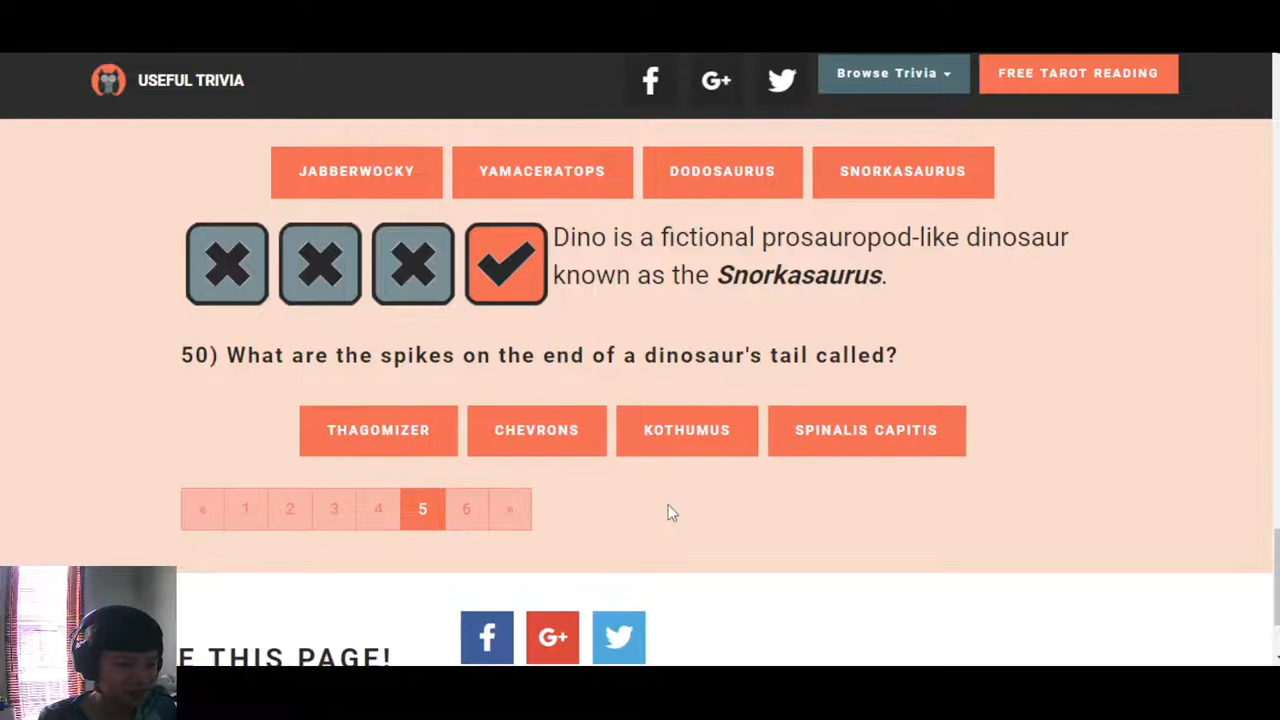 USEFUL TRIVIA
f G+ Browse Trivia FREE TAROT READING
JABBERWOCKY YAMACERATOPS DODOSAURUS SNORKASAURUS
Dino is a fictional prosauropod-like dinosaur
known as the Snorkasaurus.
50) What are the spikes on the end of a dinosaur's tail called?
THAGOMIZER CHEVRONS KOTHUMUS SPINALIS CAPITIS
« 1 2 3 4 5 6 »
f G+
E THIS PAGE!